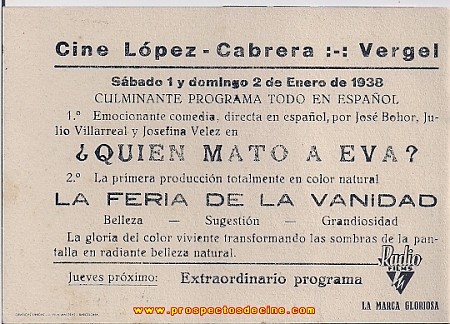 Cine López - Cabrera :-: Vergel
Sábado 1 y domingo 2 de Enero de 1938
CULMINANTE PROGRAMA TODO EN ESPAÑOL
1.º Emocionante comedia, directa en español, por José Bohor, Ju-
lio Villarreal y Josefina Velez en
¿QUIEN MATO A EVA?
2.º La primera producción totalmente en color natural
LA FERIA DE LA VANIDAD
Belleza — Sugestión — Grandiosidad
La gloria del color viviente transformando las sombras de la pan-
talla en radiante belleza natural.
Radio
FILMS
Jueves próximo: Extraordinario programa
LA MARCA GLORIOSA
www.prospectosdecine.com